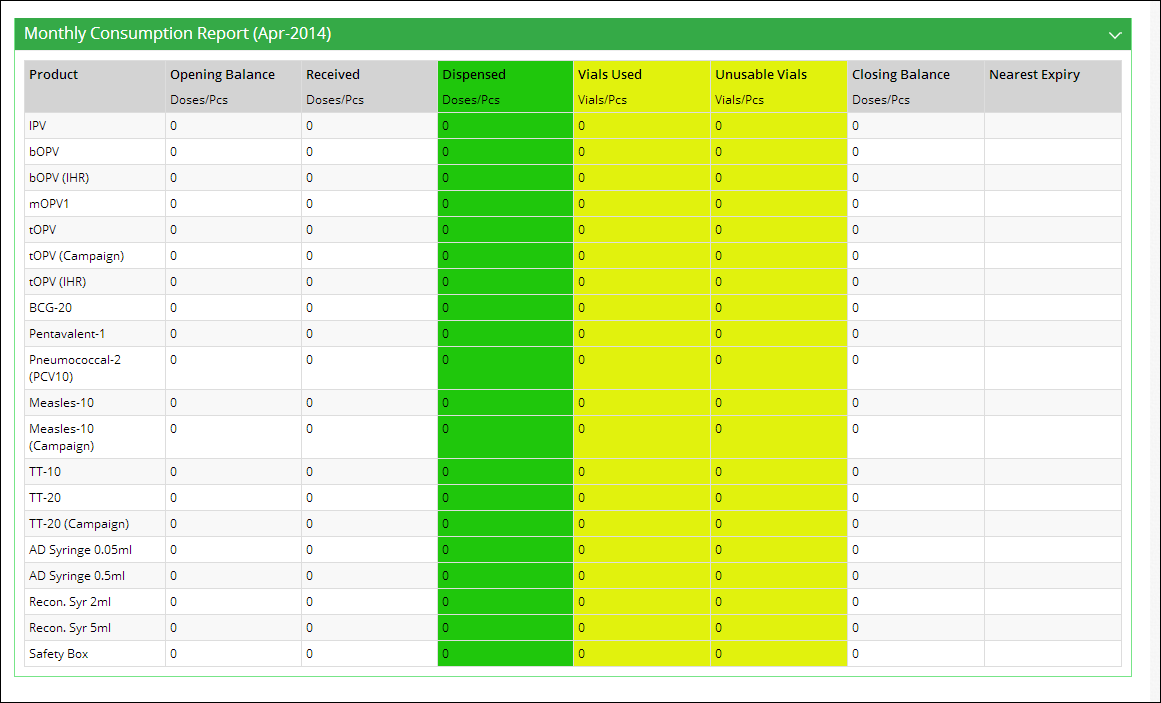 Monthly Consumption Report (Apr-2014)
Product Opening Balance Received Dispensed Vials Used Unusable Vials Closing Balance Nearest Expiry
Doses/Pcs Doses/Pcs Doses/Pcs Vials/Pcs Vials/Pcs Doses/Pcs
IPV 0 0 0 0 0 0
bOPV 0 0 0 0 0 0
bOPV (IHR) 0 0 0 0 0 0
mOPV1 0 0 0 0 0 0
tOPV 0 0 0 0 0 0
tOPV (Campaign) 0 0 0 0 0 0
tOPV (IHR) 0 0 0 0 0 0
BCG-20 0 0 0 0 0 0
Pentavalent-1 0 0 0 0 0 0
Pneumococcal-2 0 0 0 0 0 0
(PCV10)
Measles-10 0 0 0 0 0 0
Measles-10 0 0 0 0 0 0
(Campaign)
TT-10 0 0 0 0 0 0
TT-20 0 0 0 0 0 0
TT-20 (Campaign) 0 0 0 0 0 0
AD Syringe 0.05ml 0 0 0 0 0 0
AD Syringe 0.5ml 0 0 0 0 0 0
Recon. Syr 2ml 0 0 0 0 0 0
Recon. Syr 5ml 0 0 0 0 0 0
Safety Box 0 0 0 0 0 0